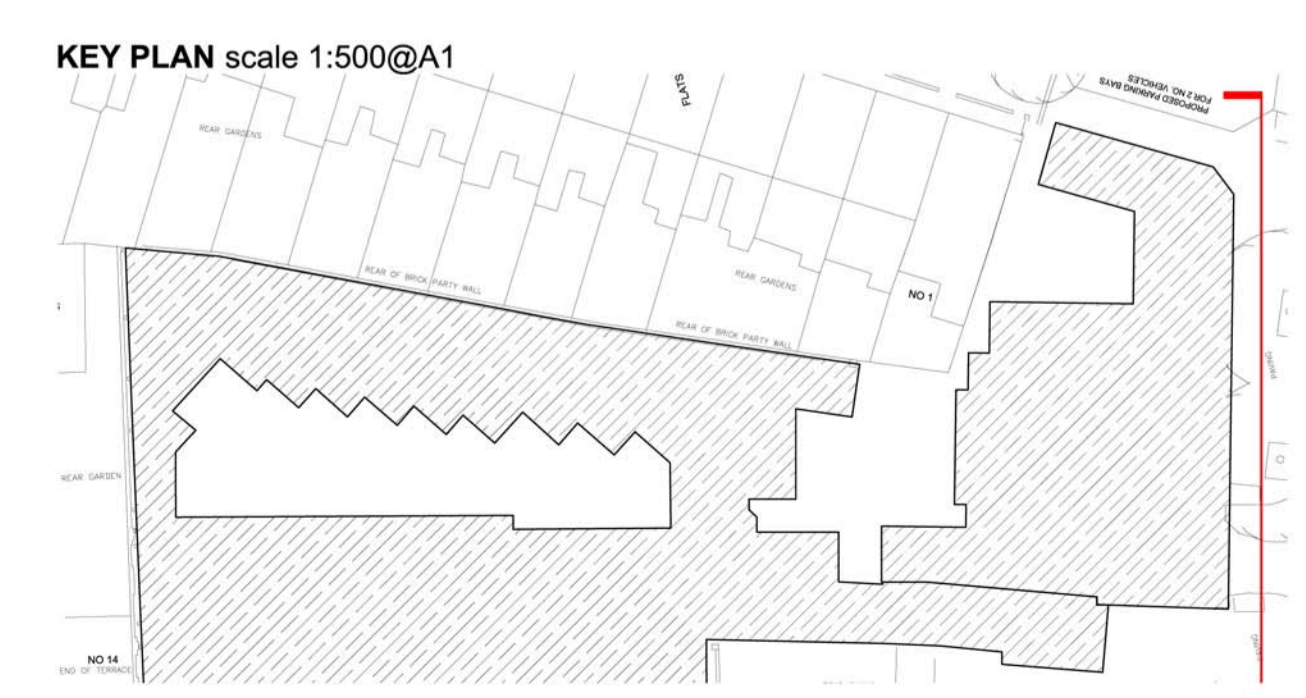 KEY PLAN scale 1:500@A1
PROPOSED PARKING BAYS
FOR 2 NO. VEHICLES
FLATS
REAR GARDENS
REAR OF BRICK PARTY WALL
REAR GARDENS
NO 1
REAR OF BRICK PARTY WALL
PAVING
REAR GARDEN
NO 14
END OF TERRACE